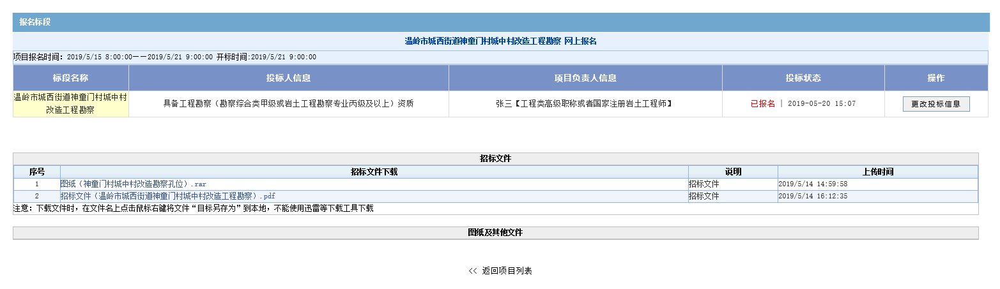 报名标段
温岭市城西街道神童门村城中村改造工程勘察 网上报名
项目报名时间：2019/5/15 8:00:00－－2019/5/21 9:00:00 开标时间:2019/5/21 9:00:00
标段名称 投标人信息 项目负责人信息 投标状态 操作
温岭市城西街道神童门村城中村
改造工程勘察
具备工程勘察（勘察综合类甲级或岩土工程勘察专业丙级及以上）资质
张三【工程类高级职称或者国家注册岩土工程师】
已报名 | 2019-05-20 15:07
更改投标信息
招标文件
序号 招标文件下载 说明 上传时间
1 图纸（神童门村城中村改造勘察孔位）.rar 招标文件 2019/5/14 14:59:58
2 招标文件（温岭市城西街道神童门村城中村改造工程勘察）.pdf 招标文件 2019/5/14 16:12:35
注意：下载文件时，在文件名上点击鼠标右键将文件“目标另存为”到本地，不能使用迅雷等下载工具下载
图纸及其他文件
<< 返回项目列表